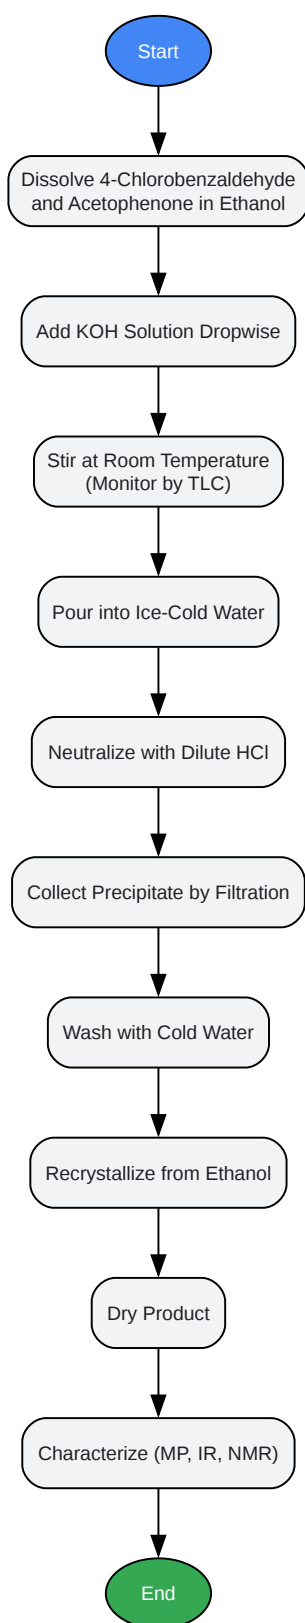 Start
Dissolve 4-Chlorobenzaldehyde
and Acetophenone in Ethanol
Add KOH Solution Dropwise
Stir at Room Temperature
(Monitor by TLC)
Pour into Ice-Cold Water
Neutralize with Dilute HCl
Collect Precipitate by Filtration
Wash with Cold Water
Recrystallize from Ethanol
Dry Product
Characterize (MP, IR, NMR)
End